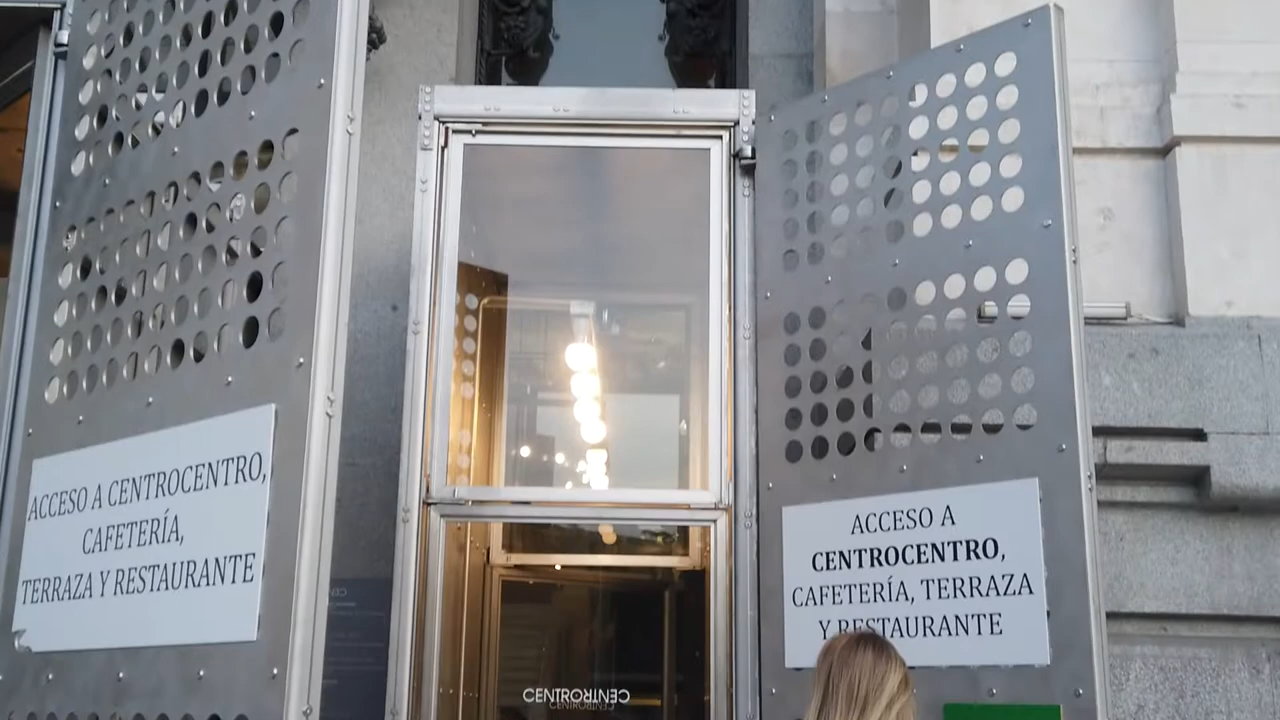 ACCESO A CENTROCENTRO,
CAFETERÍA,
TERRAZA Y RESTAURANTE
ACCESO A
CENTROCENTRO,
CAFETERÍA, TERRAZA
Y RESTAURANTE
CENTROCENTRO